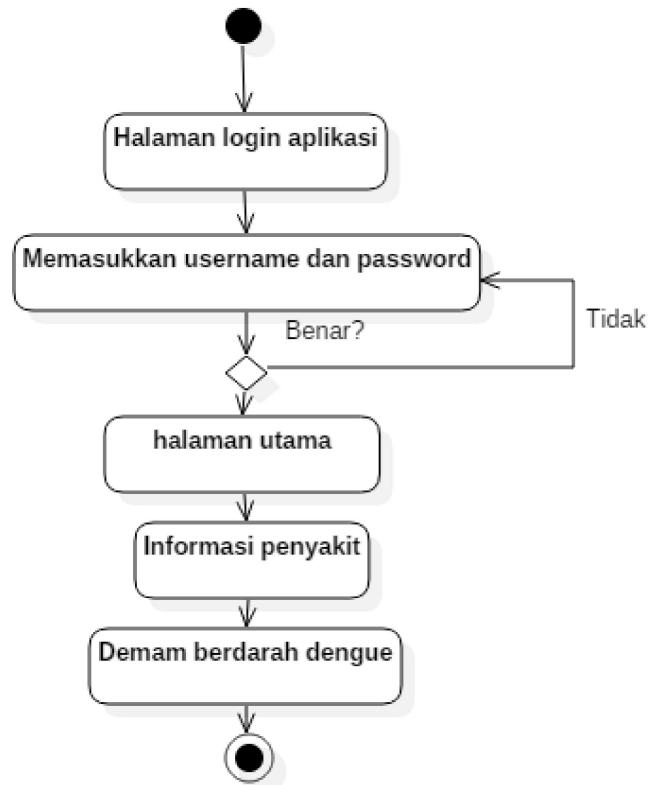 Halaman login aplikasi
Memasukkan username dan password
Benar?
Tidak
halaman utama
Informasi penyakit
Demam berdarah dengue